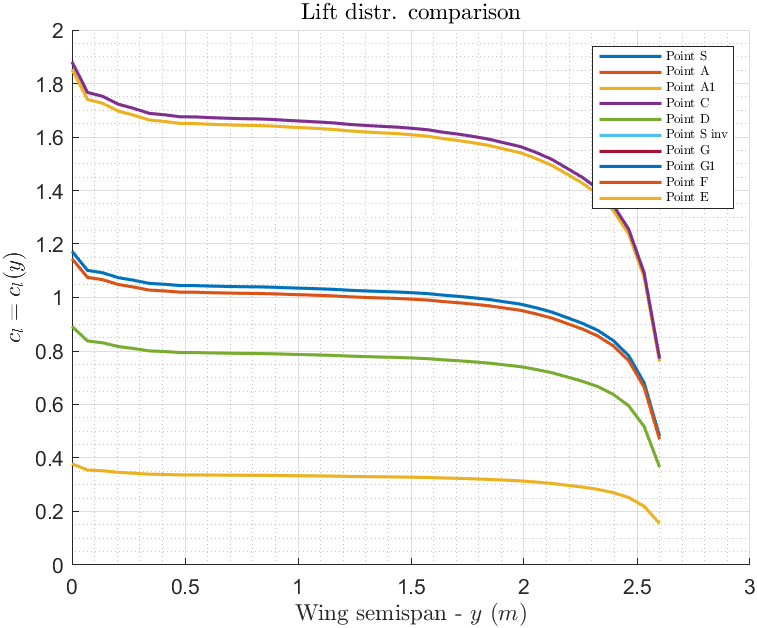 Lift distr. comparison
2
1.8
1.6
1.4
1.2
1
0.8
0.6
0.4
0.2
0
c_l = c_l(y)
Point S
Point A
Point A1
Point C
Point D
Point S inv
Point G
Point G1
Point F
Point E
0 0.5 1 1.5 2 2.5 3
Wing semispan - y (m)